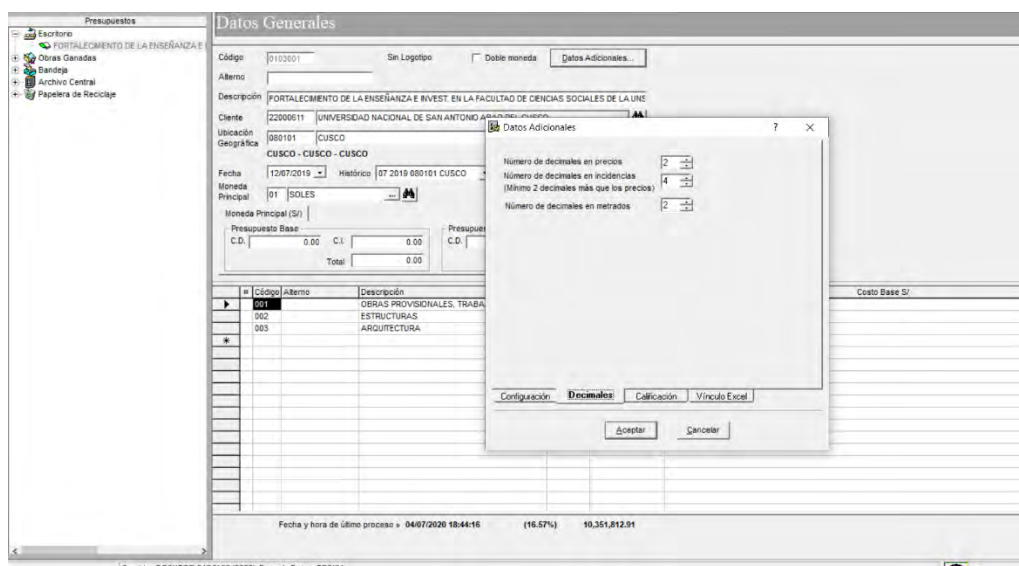 Presupuestos
Escritorio
FORTALECIMIENTO DE LA ENSEÑANZA E
Obras Ganadas
Bandeja
Archivo Central
Papelera de Reciclaje
Datos Generales
Código 0103001 Sin Logotipo Doble moneda Datos Adicionales...
Alterno
Descripción FORTALECIMIENTO DE LA ENSEÑANZA E INVEST. EN LA FACULTAD DE CIENCIAS SOCIALES DE LA UNS
Cliente 22000611 UNIVERSIDAD NACIONAL DE SAN ANTONIO ABAD DEL CUSCO
Ubicación Geográfica 080101 CUSCO
CUSCO - CUSCO - CUSCO
Fecha 12/07/2019 Histórico 07 2019 080101 CUSCO
Moneda Principal 01 SOLES ...
Moneda Principal (S/)
Presupuesto Base
C.D. 0.00 C.I. 0.00
Total 0.00
Presupues
C.D.
Código Alterno Descripción Costo Base S/
001 OBRAS PROVISIONALES, TRABA
002 ESTRUCTURAS
003 ARQUITECTURA
*
Fecha y hora de último proceso » 04/07/2020 18:44:16 (16.57%) 10,351,812.91
Datos Adicionales ? ×
Número de decimales en precios 2
Número de decimales en incidencias
(Mínimo 2 decimales más que los precios) 4
Número de decimales en metrados 2
Configuración Decimales Calificación Vínculo Excel
Aceptar Cancelar